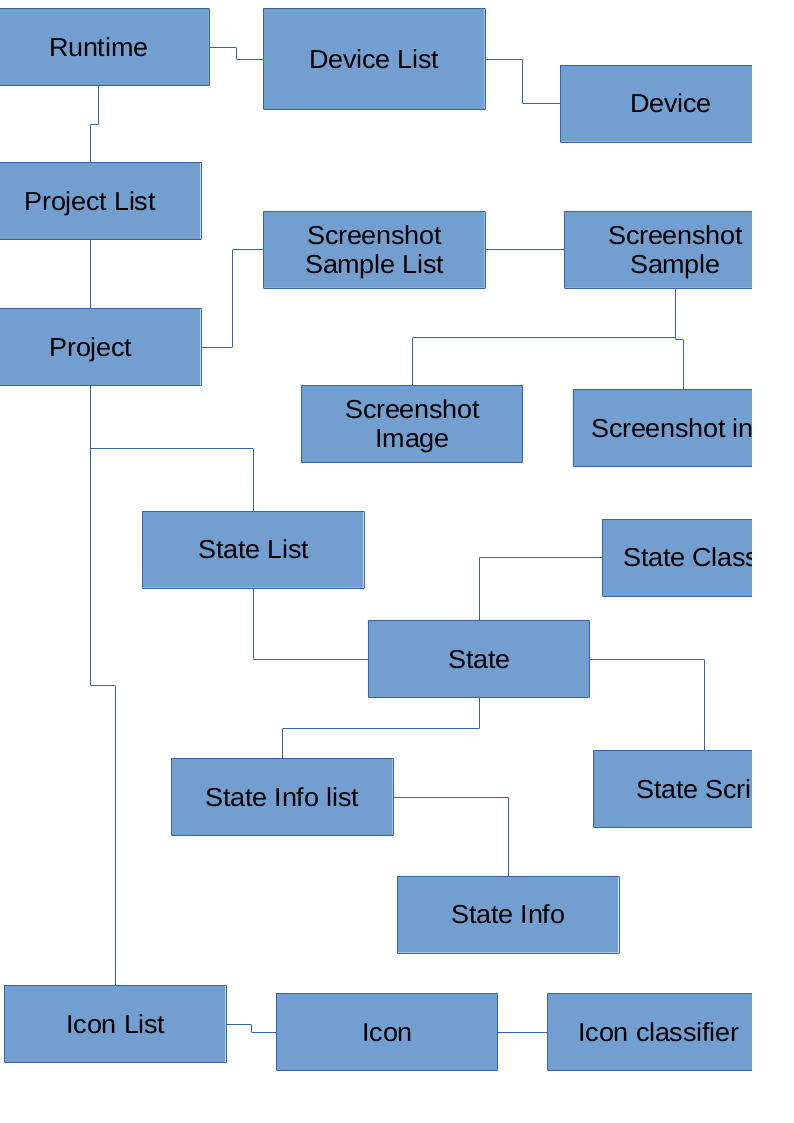 Runtime
Device List
Device
Project List
Screenshot
Sample List
Screenshot
Sample
Project
Screenshot
Image
Screenshot in
State List
State Class
State
State Info list
State Scri
State Info
Icon List
Icon
Icon classifier